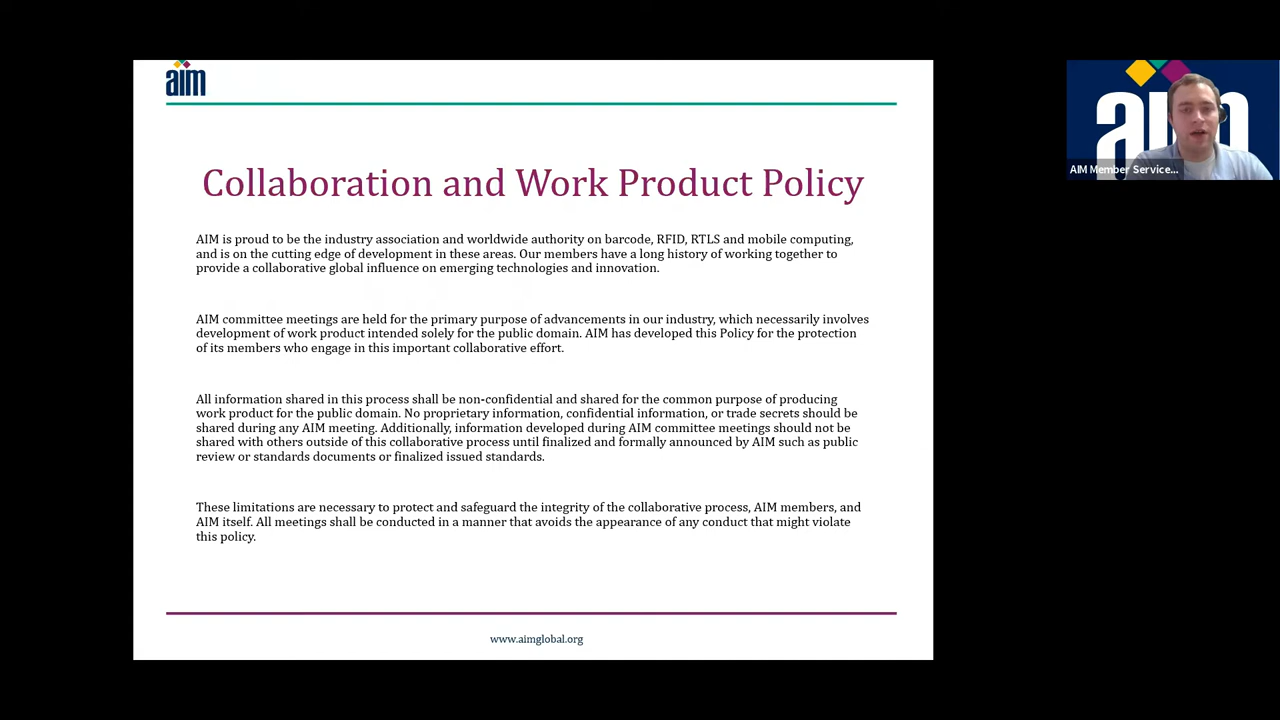 aim
Collaboration and Work Product Policy
AIM is proud to be the industry association and worldwide authority on barcode, RFID, RTLS and mobile computing,
and is on the cutting edge of development in these areas. Our members have a long history of working together to
provide a collaborative global influence on emerging technologies and innovation.
AIM committee meetings are held for the primary purpose of advancements in our industry, which necessarily involves
development of work product intended solely for the public domain. AIM has developed this Policy for the protection
of its members who engage in this important collaborative effort.
All information shared in this process shall be non-confidential and shared for the common purpose of producing
work product for the public domain. No proprietary information, confidential information, or trade secrets should be
shared during any AIM meeting. Additionally, information developed during AIM committee meetings should not be
shared with others outside of this collaborative process until finalized and formally announced by AIM such as public
review or standards documents or finalized issued standards.
These limitations are necessary to protect and safeguard the integrity of the collaborative process, AIM members, and
AIM itself. All meetings shall be conducted in a manner that avoids the appearance of any conduct that might violate
this policy.
www.aimglobal.org
aim
AIM Member Service...